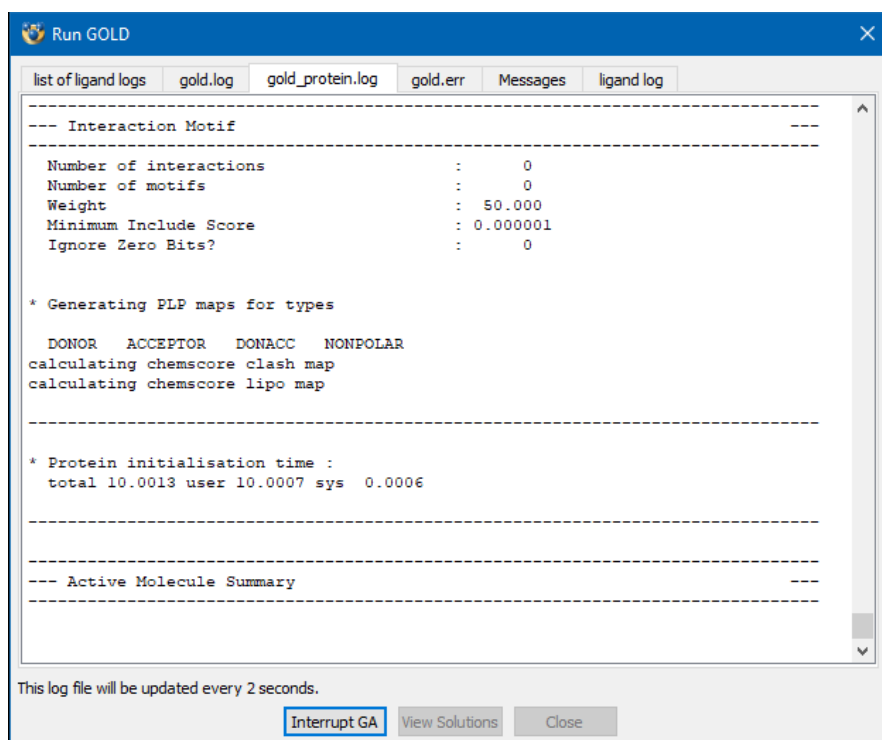 Run GOLD
list of ligand logs gold.log gold_protein.log gold.err Messages ligand log
--------------------------------------------------------------------------------
--- Interaction Motif ---
--------------------------------------------------------------------------------
Number of interactions : 0
Number of motifs : 0
Weight : 50.000
Minimum Include Score : 0.000001
Ignore Zero Bits? : 0
* Generating PLP maps for types
DONOR ACCEPTOR DONACC NONPOLAR
calculating chemscore clash map
calculating chemscore lipo map
--------------------------------------------------------------------------------
* Protein initialisation time :
total 10.0013 user 10.0007 sys 0.0006
--------------------------------------------------------------------------------
--------------------------------------------------------------------------------
--- Active Molecule Summary ---
--------------------------------------------------------------------------------
This log file will be updated every 2 seconds.
Interrupt GA View Solutions Close